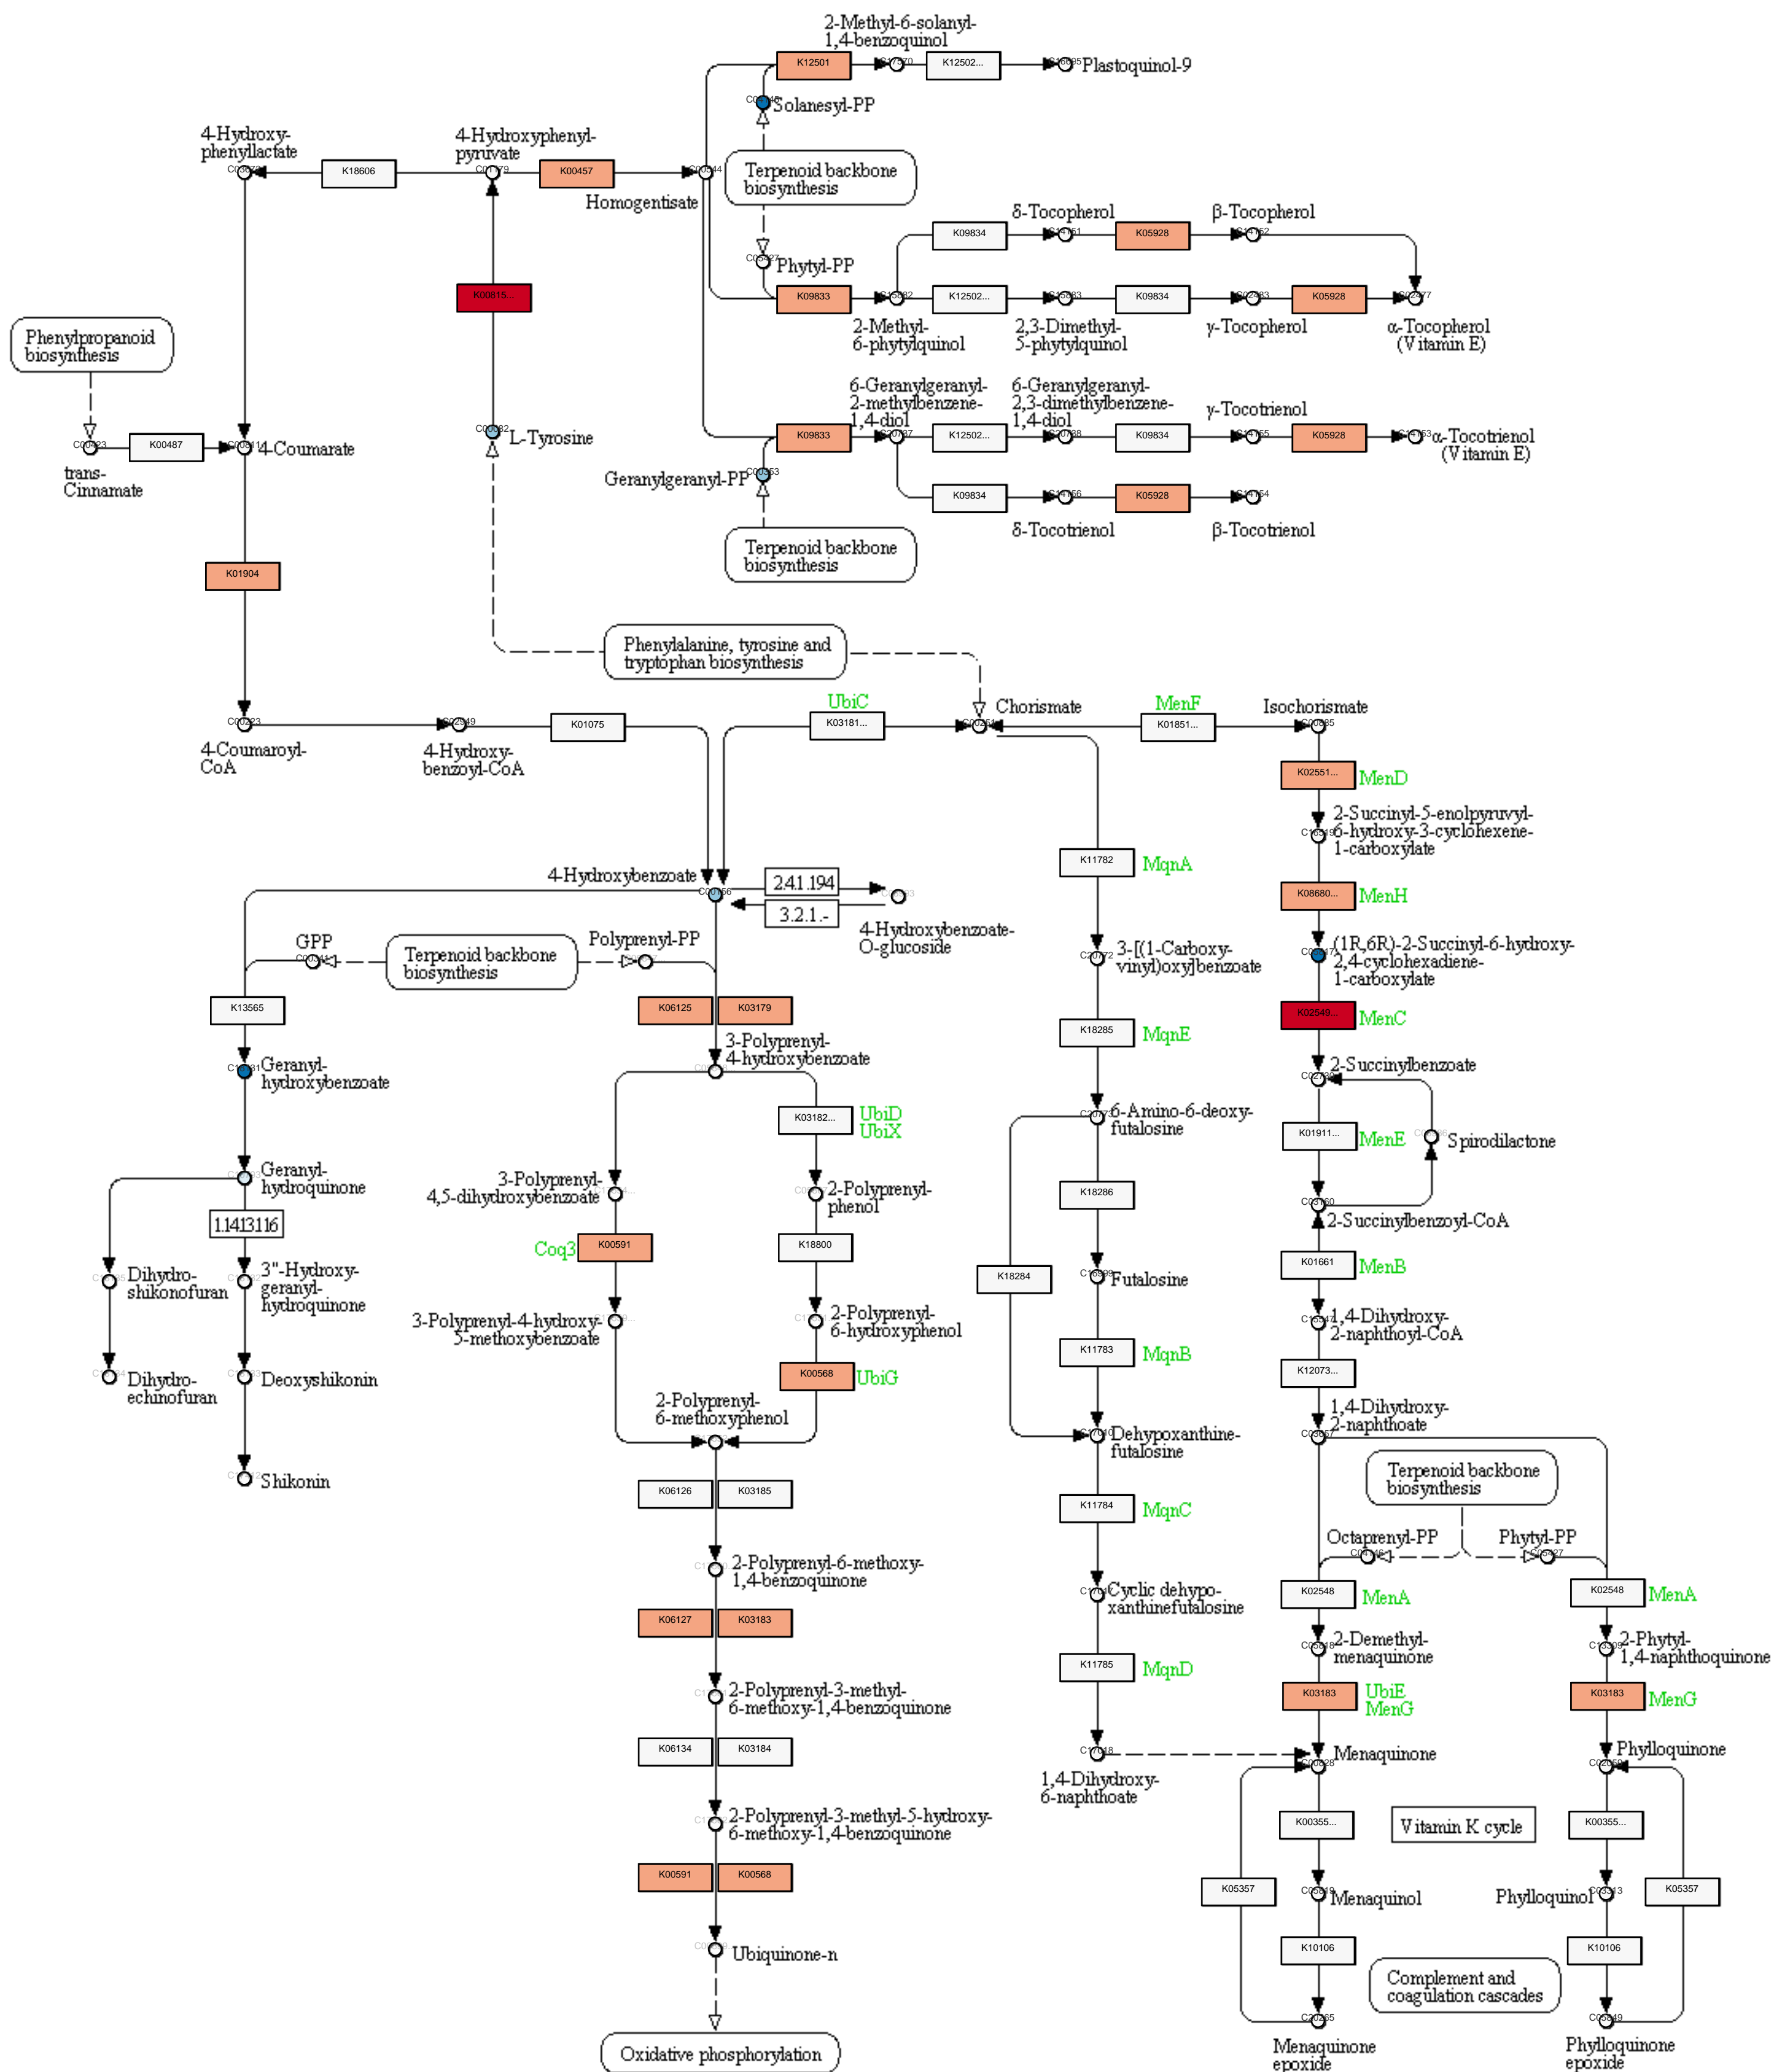 2-Methyl-6-solanyl-
1,4-benzoquinol
K12501
K12502...
Plastoquinol-9
Solanesyl-PP
4-Hydroxy-
phenyllactate
K18606
4-Hydroxyphenyl-
pyruvate
K00457
Homogentisate
Terpenoid backbone
biosynthesis
Phytyl-PP
K09834
δ-Tocopherol
K05928
β-Tocopherol
K00815...
K09833
2-Methyl-
6-phytylquinol
K12502...
2,3-Dimethyl-
5-phytylquinol
K09834
γ-Tocopherol
K05928
α-Tocopherol
(Vitamin E)
Phenylpropanoid
biosynthesis
K00487
trans-
Cinnamate
4-Coumarate
L-Tyrosine
6-Geranylgeranyl-
2-methylbenzene-
1,4-diol
6-Geranylgeranyl-
2,3-dimethylbenzene-
1,4-diol
γ-Tocotrienol
K09833
K12502...
K09834
K05928
α-Tocotrienol
(Vitamin E)
Geranylgeranyl-PP
K09834
δ-Tocotrienol
K05928
β-Tocotrienol
Terpenoid backbone
biosynthesis
K01904
Phenylalanine, tyrosine and
tryptophan biosynthesis
4-Coumaroyl-
CoA
4-Hydroxy-
benzoyl-CoA
K01075
UbiC
K03181...
Chorismate
MenF
K01851...
Isochorismate
K02551...
MenD
2-Succinyl-5-enolpyruvyl-
6-hydroxy-3-cyclohexene-
1-carboxylate
K11782
MqnA
K08680...
MenH
4-Hydroxybenzoate
2.4.1.194
3.2.1.-
4-Hydroxybenzoate-
O-glucoside
GPP
Terpenoid backbone
biosynthesis
Polyprenyl-PP
3-[(1-Carboxy-
vinyl)oxy]benzoate
(1R,6R)-2-Succinyl-6-hydroxy-
2,4-cyclohexadiene-
1-carboxylate
K13565
K06125
K03179
K18285
MqnE
K02549...
MenC
3-Polyprenyl-
4-hydroxybenzoate
2-Succinylbenzoate
Geranyl-
hydroxybenzoate
K03182...
UbiD
UbiX
6-Amino-6-deoxy-
futalosine
K01911...
MenE
Spirodilactone
Geranyl-
hydroquinone
3-Polyprenyl-
4,5-dihydroxybenzoate
2-Polyprenyl-
phenol
K18286
2-Succinylbenzoyl-CoA
1.14.13.116
Coq3
K00591
K18800
K18284
Futalosine
K01661
MenB
Dihydro-
shikonofuran
3"-Hydroxy-
geranyl-
hydroquinone
3-Polyprenyl-4-hydroxy-
5-methoxybenzoate
2-Polyprenyl-
6-hydroxyphenol
1,4-Dihydroxy-
2-naphthoyl-CoA
K11783
MqnB
K12073...
Dihydro-
echinofuran
Deoxyshikonin
K00568
UbiG
2-Polyprenyl-
6-methoxyphenol
1,4-Dihydroxy-
2-naphthoate
Dehypoxanthine-
futalosine
Shikonin
K06126
K03185
K11784
MqnC
Terpenoid backbone
biosynthesis
Octaprenyl-PP
Phytyl-PP
2-Polyprenyl-6-methoxy-
1,4-benzoquinone
Cyclic dehypo-
xanthinefutalosine
K02548
MenA
K02548
MenA
K06127
K03183
K11785
MqnD
2-Demethyl-
menaquinone
2-Phytyl-
1,4-naphthoquinone
2-Polyprenyl-3-methyl-
6-methoxy-1,4-benzoquinone
K03183
UbiE
MenG
K03183
MenG
K06134
K03184
C17018
1,4-Dihydroxy-
6-naphthoate
Menaquinone
Phylloquinone
2-Polyprenyl-3-methyl-5-hydroxy-
6-methoxy-1,4-benzoquinone
K00355...
Vitamin K cycle
K00355...
K00591
K00568
K05357
Menaquinol
Phylloquinol
K05357
Ubiquinone-n
K10106
K10106
Complement and
coagulation cascades
Oxidative phosphorylation
Menaquinone
epoxide
Phylloquinone
epoxide